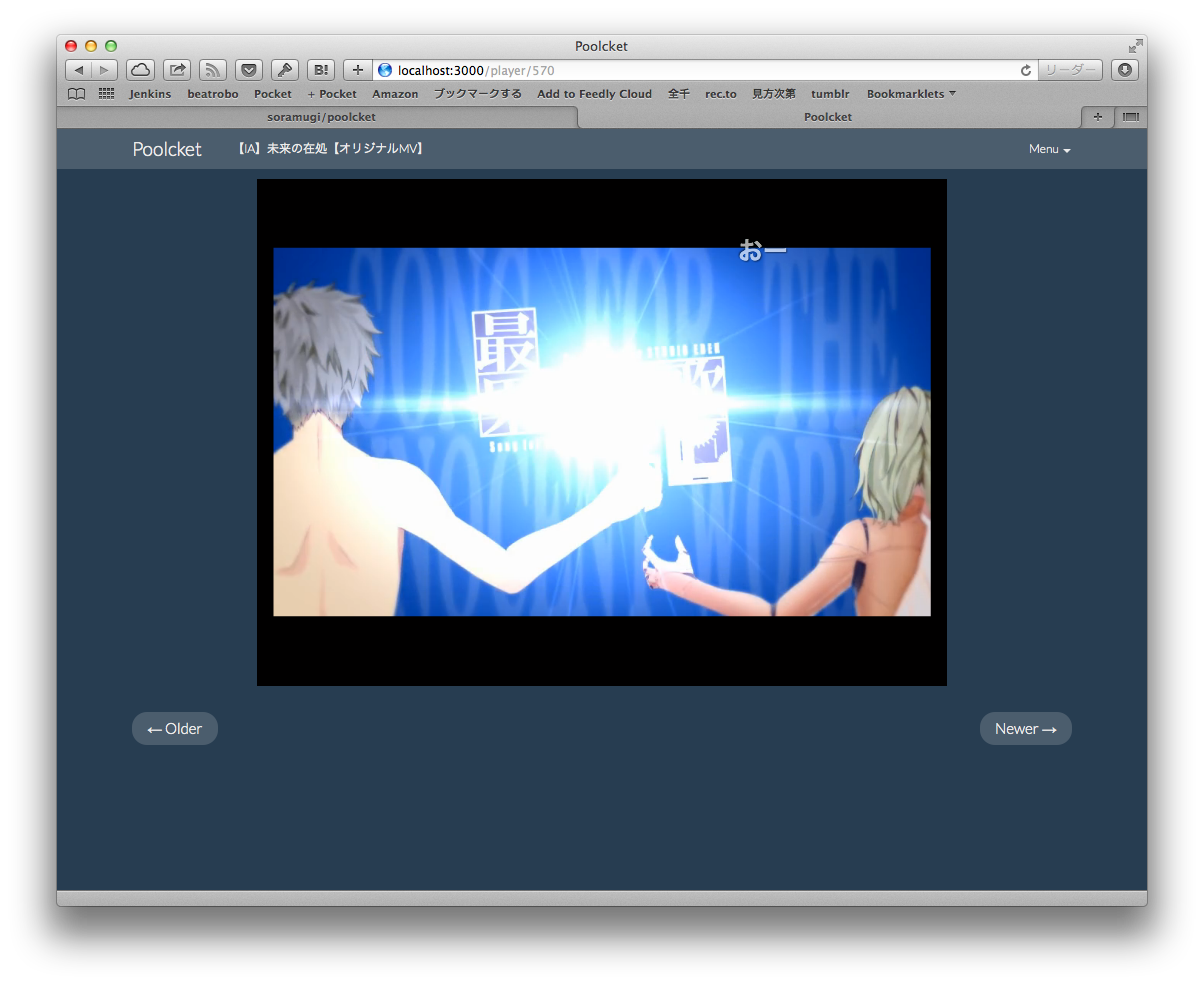 Poolcket
B!
localhost:3000/player/570
リーダー
Jenkins beatrobo Pocket + Pocket Amazon ブックマークする Add to Feedly Cloud 全千 rec.to 見方次第 tumblr Bookmarklets
soramugi/poolcket
Poolcket
Poolcket 【IA】未来の在処【オリジナルMV】 Menu
おー
SONG FOR THE
最
歌
← Older
Newer →